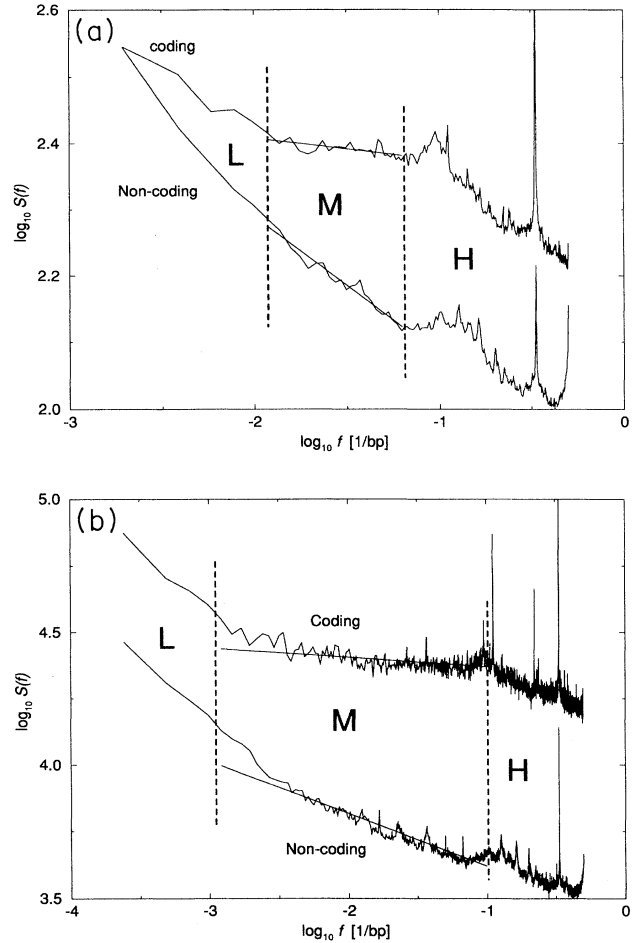 (a)
2.6
coding
2.4
L
M
Non-coding
log₁₀ S(f)
2.2
H
2.0
-3
-2
-1
0
log₁₀ f [1/bp]
(b)
5.0
4.5
Coding
L
log₁₀ S(f)
M
4.0
H
Non-coding
3.5
-4
-3
-2
-1
0
log₁₀ f [1/bp]